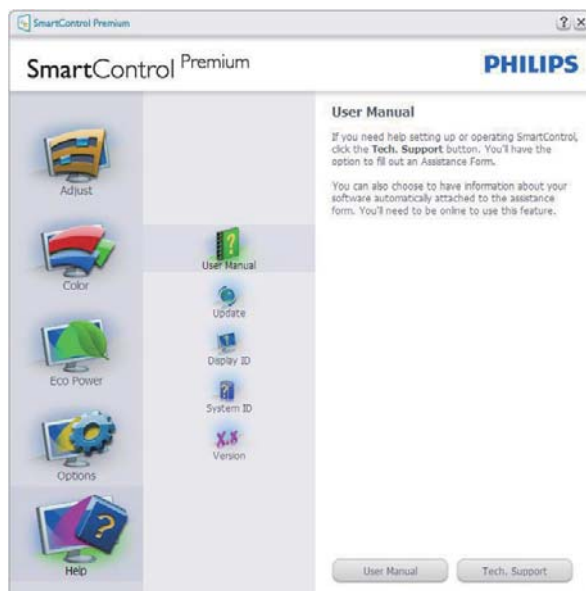 SmartControl Premium
? X
SmartControl Premium
PHILIPS
Adjust
Color
Eco Power
Options
Help
User Manual
Update
Display ID
System ID
X.X
Version
User Manual
If you need help setting up or operating SmartControl,
click the Tech. Support button. You'll have the
option to fill out an Assistance Form.
You can also choose to have information about your
software automatically attached to the assistance
form. You'll need to be online to use this feature.
User Manual
Tech. Support